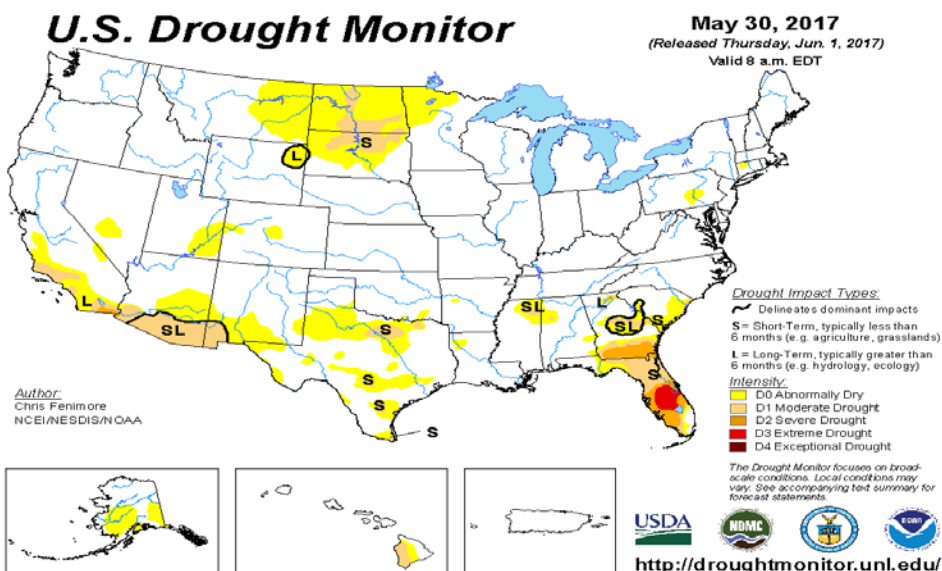 U.S. Drought Monitor
May 30, 2017
(Released Thursday, Jun. 1, 2017)
Valid 8 a.m. EDT
S
L
L
SL
S
S
S
S
SL
L
SL
S
S
Drought Impact Types:
Delineates dominant impacts
S = Short-Term, typically less than
6 months (e.g. agriculture, grasslands)
L = Long-Term, typically greater than
6 months (e.g. hydrology, ecology)
Intensity:
D0 Abnormally Dry
D1 Moderate Drought
D2 Severe Drought
D3 Extreme Drought
D4 Exceptional Drought
Author:
Chris Fenimore
NCEI/NESDIS/NOAA
The Drought Monitor focuses on broad-
scale conditions. Local conditions may
vary. See accompanying text summary for
forecast statements.
USDA
NDMC
NOAA
http://droughtmonitor.unl.edu/